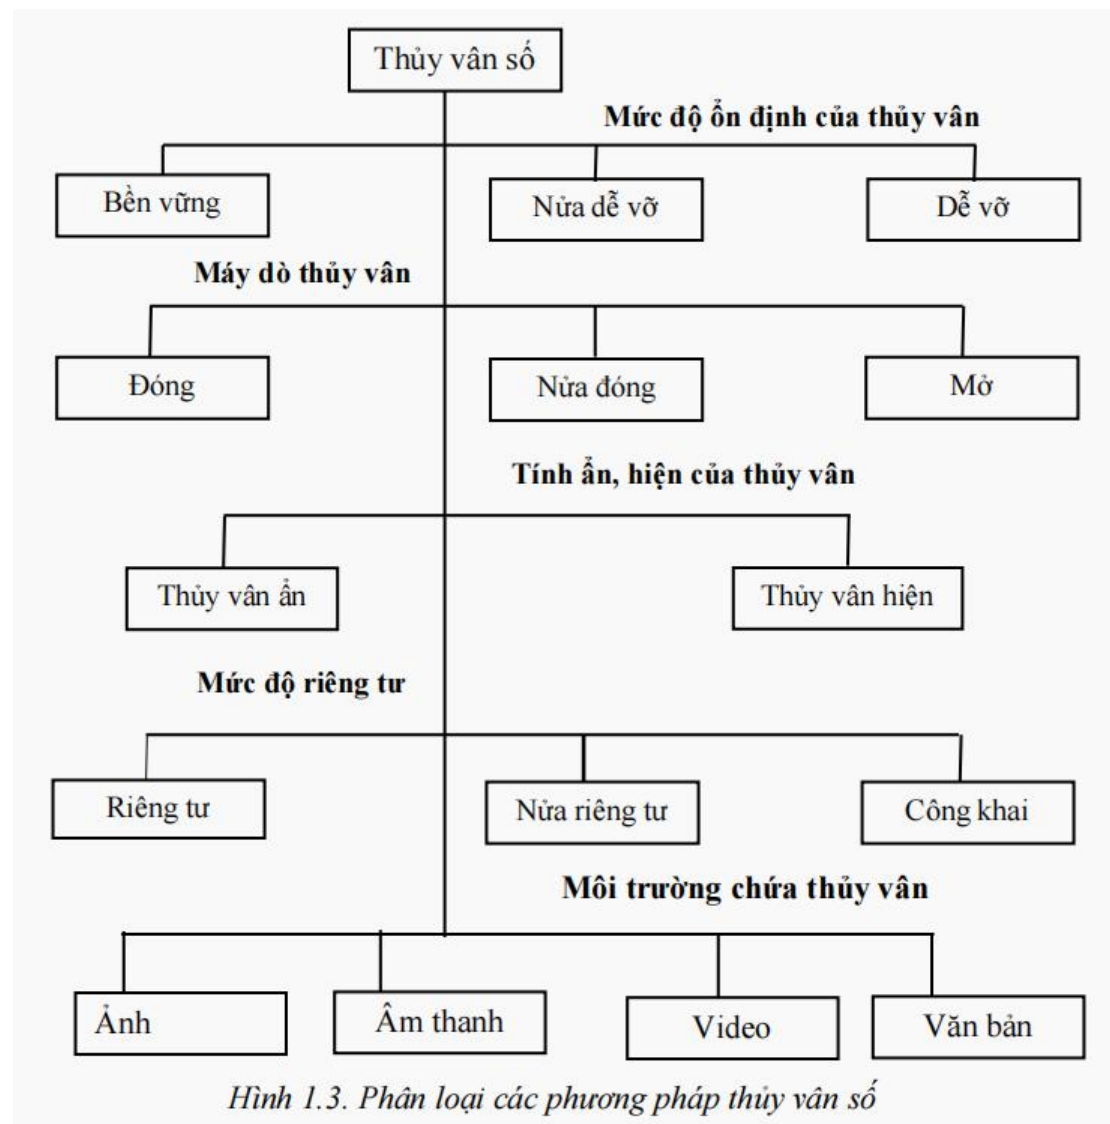 Thủy vân số
Mức độ ổn định của thủy vân
Bền vững
Nửa dễ vỡ
Dễ vỡ
Máy dò thủy vân
Đóng
Nửa đóng
Mở
Tính ẩn, hiện của thủy vân
Thủy vân ẩn
Thủy vân hiện
Mức độ riêng tư
Riêng tư
Nửa riêng tư
Công khai
Môi trường chứa thủy vân
Ảnh
Âm thanh
Video
Văn bản
Hình 1.3. Phân loại các phương pháp thủy vân số